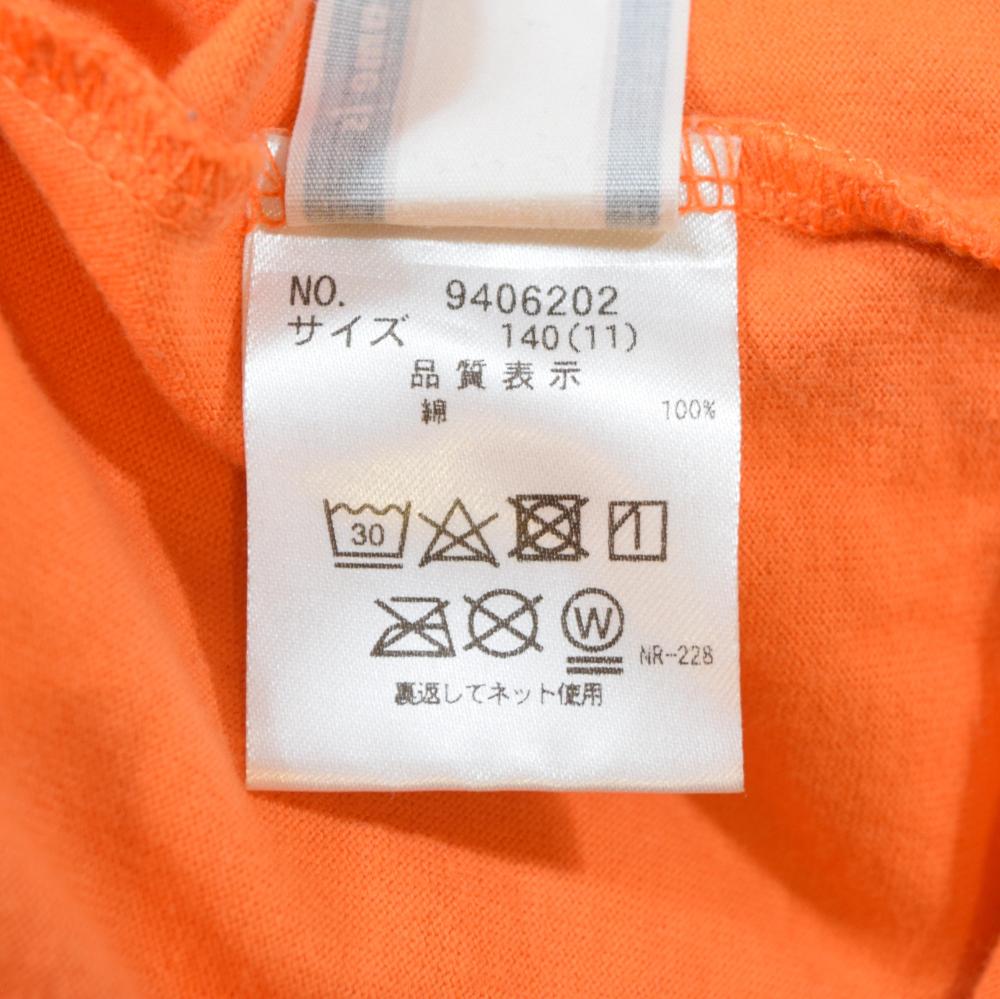 NO. 9406202
サイズ 140(11)
品質表示
綿 100%
30
W
NR-228
裏返してネット使用